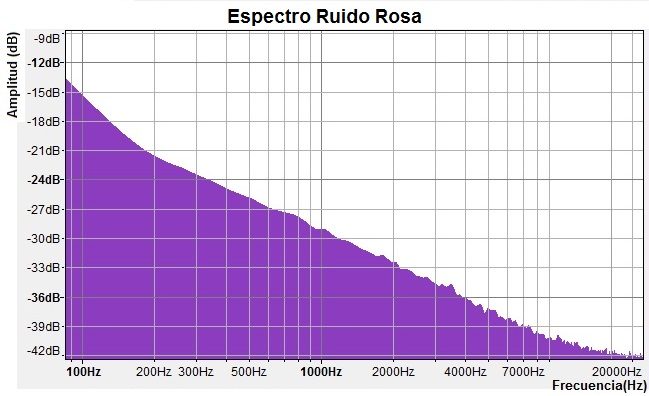 Espectro Ruido Rosa
Amplitud (dB)
-9dB
-12dB
-15dB
-18dB
-21dB
-24dB
-27dB
-30dB
-33dB
-36dB
-39dB
-42dB
100Hz 200Hz 300Hz 500Hz 1000Hz 2000Hz 4000Hz 7000Hz 20000Hz
Frecuencia(Hz)